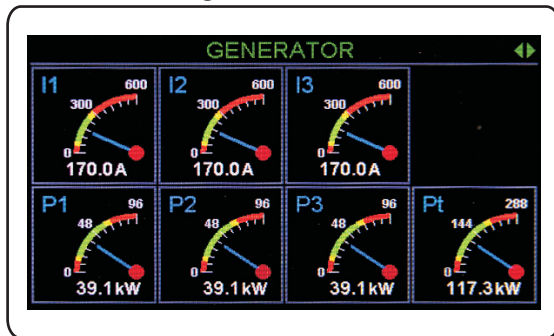 GENERATOR
I1 600 300 0 170.0A
I2 600 300 0 170.0A
I3 600 300 0 170.0A
P1 96 48 0 39.1kW
P2 96 48 0 39.1kW
P3 96 48 0 39.1kW
Pt 288 144 0 117.3kW